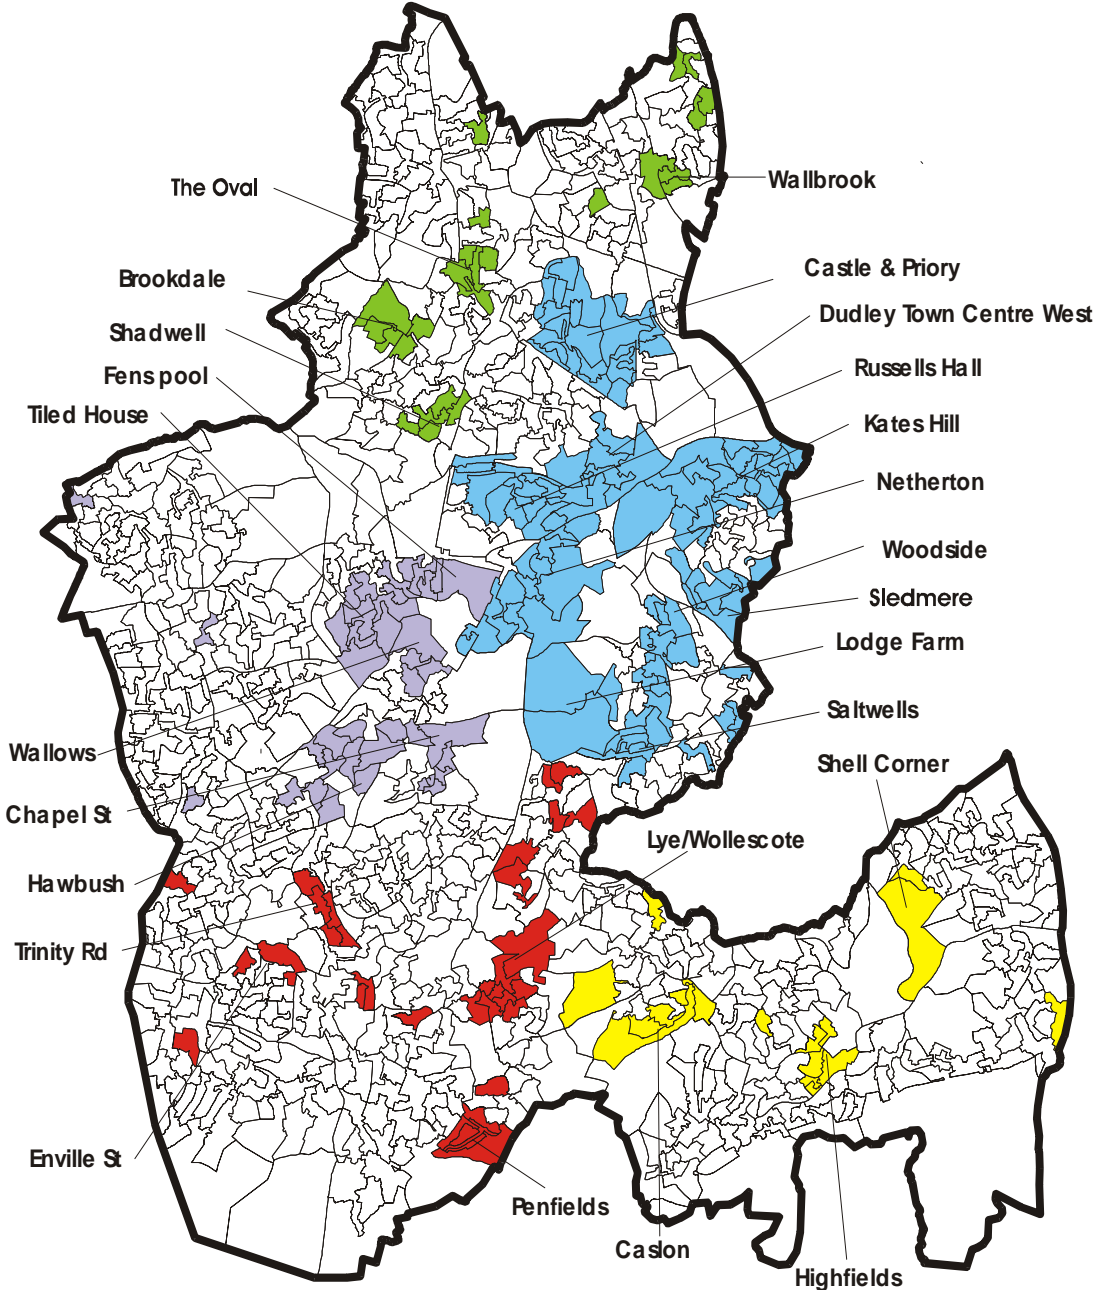 The Oval
Wallbrook
Brookdale
Castle & Priory
Shadwell
Dudley Town Centre West
Fens pool
Russells Hall
Tiled House
Kates Hill
Netherton
Woodside
Sledmere
Lodge Farm
Saltwells
Wallows
Shell Corner
Chapel St
Lye/Wollescote
Hawbush
Trinity Rd
Enville St
Penfields
Caslon
Highfields